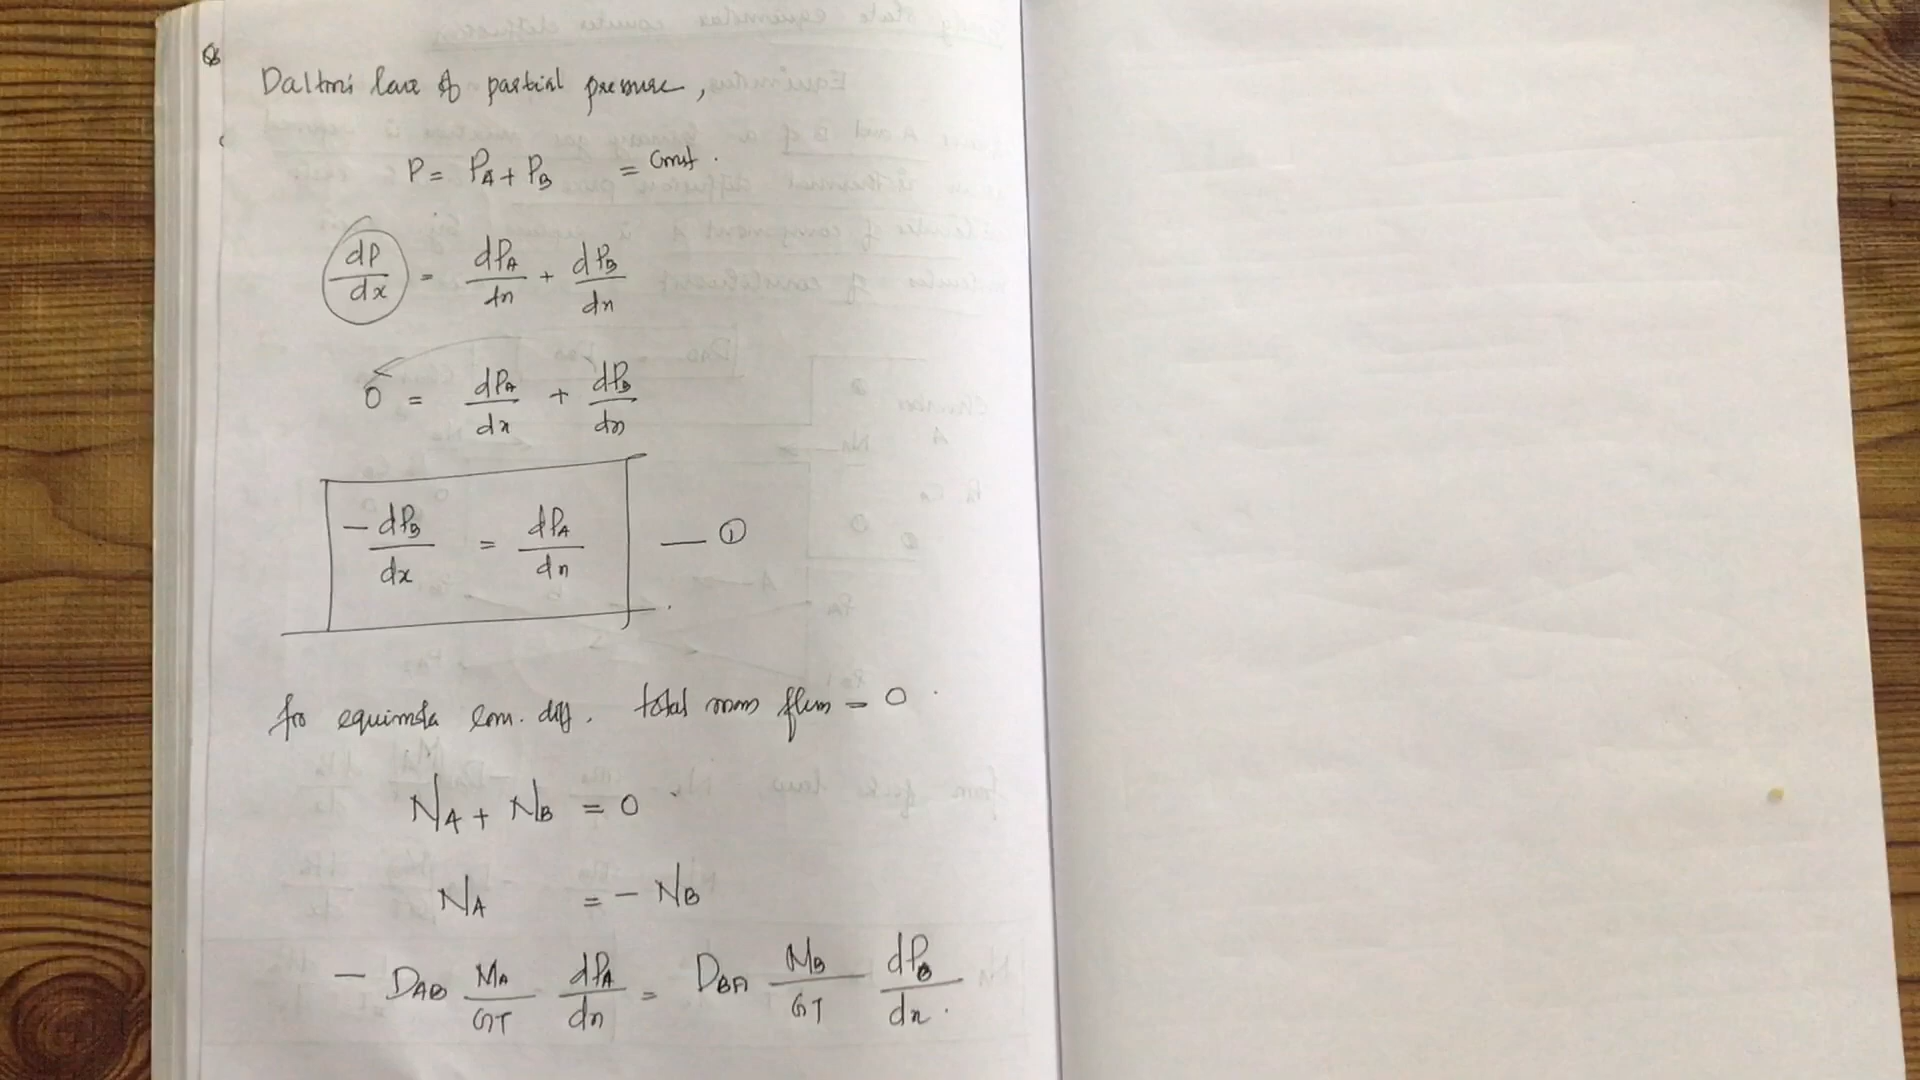 Dalton's law of partial pressure,
P = PA + PB = Const.
dP/dx = dPA/dx + dPB/dx
0 = dPA/dx + dPB/dx
- dPB/dx = dPA/dx — ①
for equimola con. diff. total mass flux = 0.
NA + NB = 0
NA = - NB
- DAB MA/GT dPA/dx = DBA MB/GT dPB/dx.